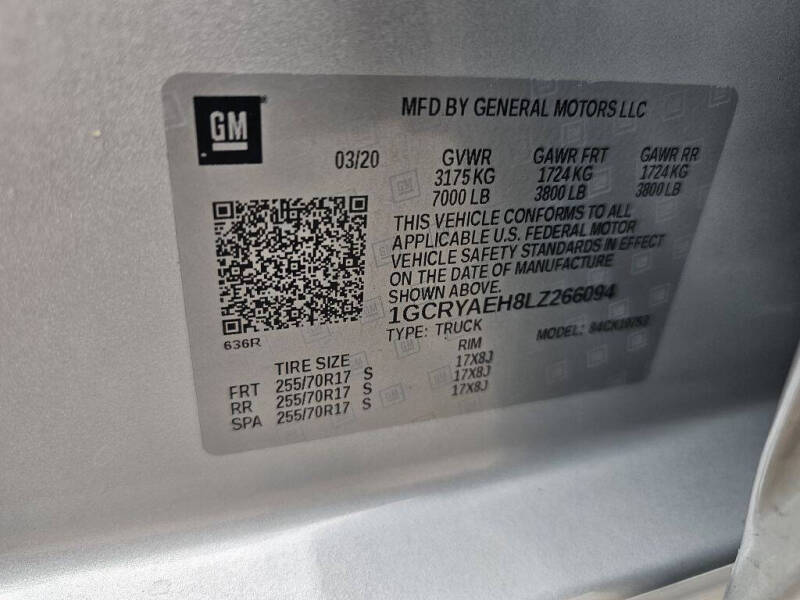 GM
MFD BY GENERAL MOTORS LLC
03/20 GVWR GAWR FRT GAWR RR
3175 KG 1724 KG 1724 KG
7000 LB 3800 LB 3800 LB
THIS VEHICLE CONFORMS TO ALL
APPLICABLE U.S. FEDERAL MOTOR
VEHICLE SAFETY STANDARDS IN EFFECT
ON THE DATE OF MANUFACTURE
SHOWN ABOVE.
1GCRYAEH8LZ266094
TYPE: TRUCK MODEL:
636R
TIRE SIZE RIM
FRT 255/70R17 S 17X8J
RR 255/70R17 S 17X8J
SPA 255/70R17 S 17X8J